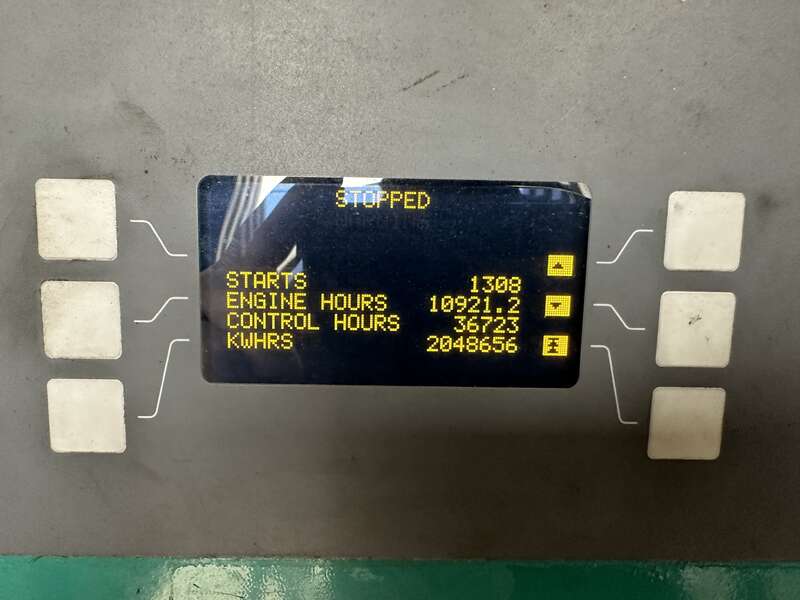 STOPPED
STARTS 1308
ENGINE HOURS 10921.2
CONTROL HOURS 36723
KWHRS 2048656